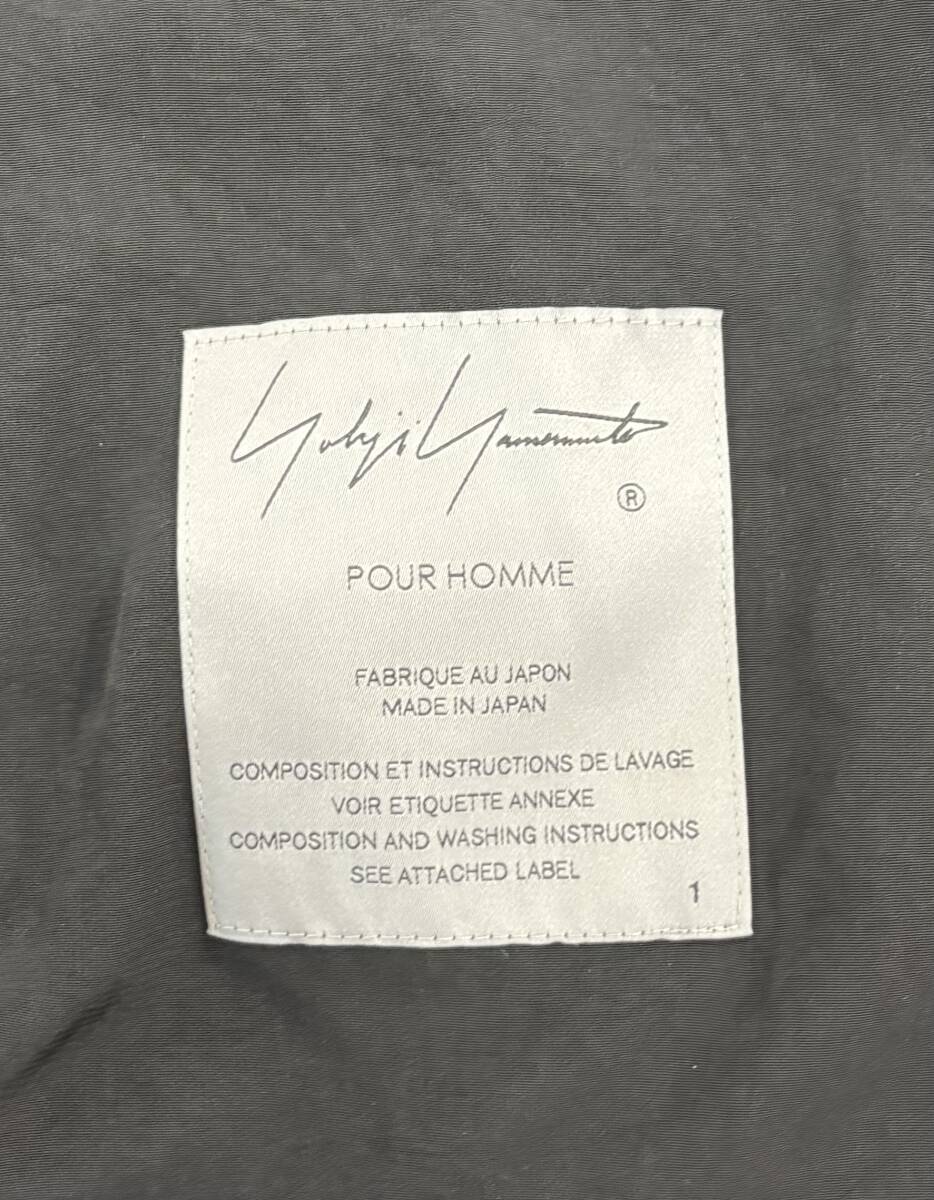 Yohji Yamamoto
®
POUR HOMME
FABRIQUE AU JAPON
MADE IN JAPAN
COMPOSITION ET INSTRUCTIONS DE LAVAGE
VOIR ETIQUETTE ANNEXE
COMPOSITION AND WASHING INSTRUCTIONS
SEE ATTACHED LABEL
1